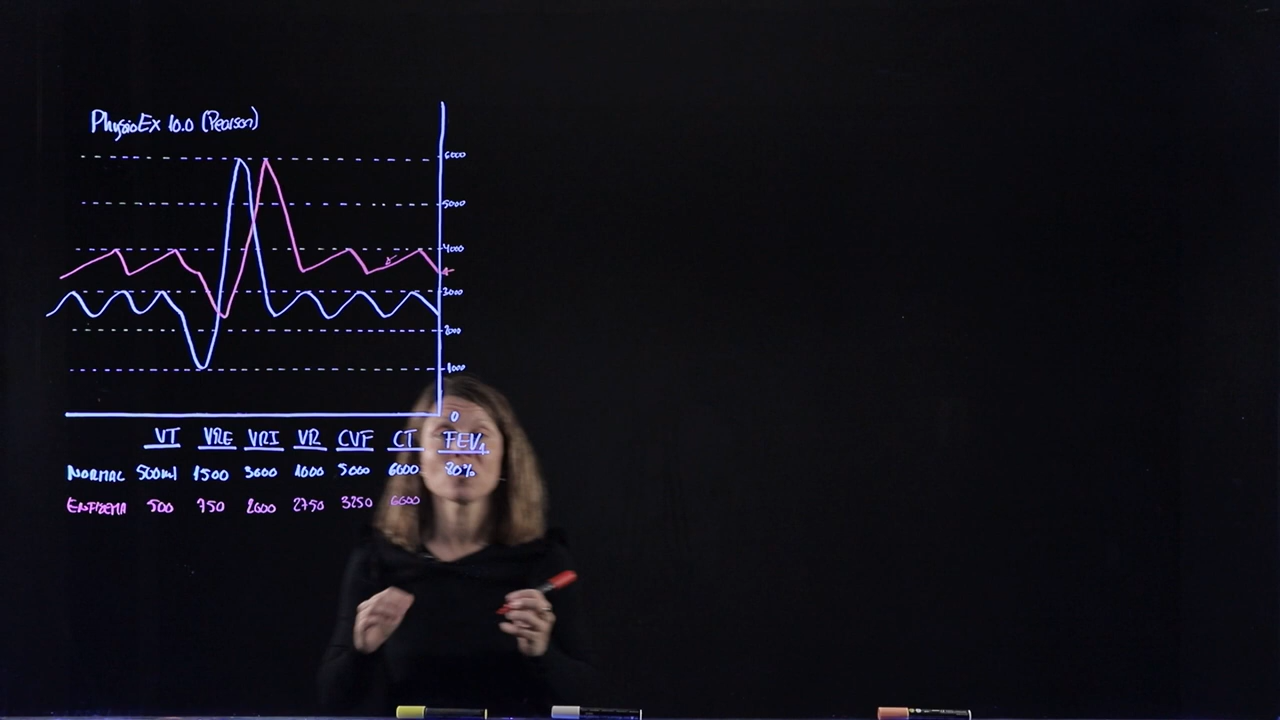 PhysioEx 10.0 (Pearson)
6000
5000
4000
3000
2000
1000
0
VT VRE VRI VR CVF CT FEV₁
NORMAL 500ml 1500 3000 1000 5000 6000 80%
ENFISEMA 500 750 2000 2750 3250 6000